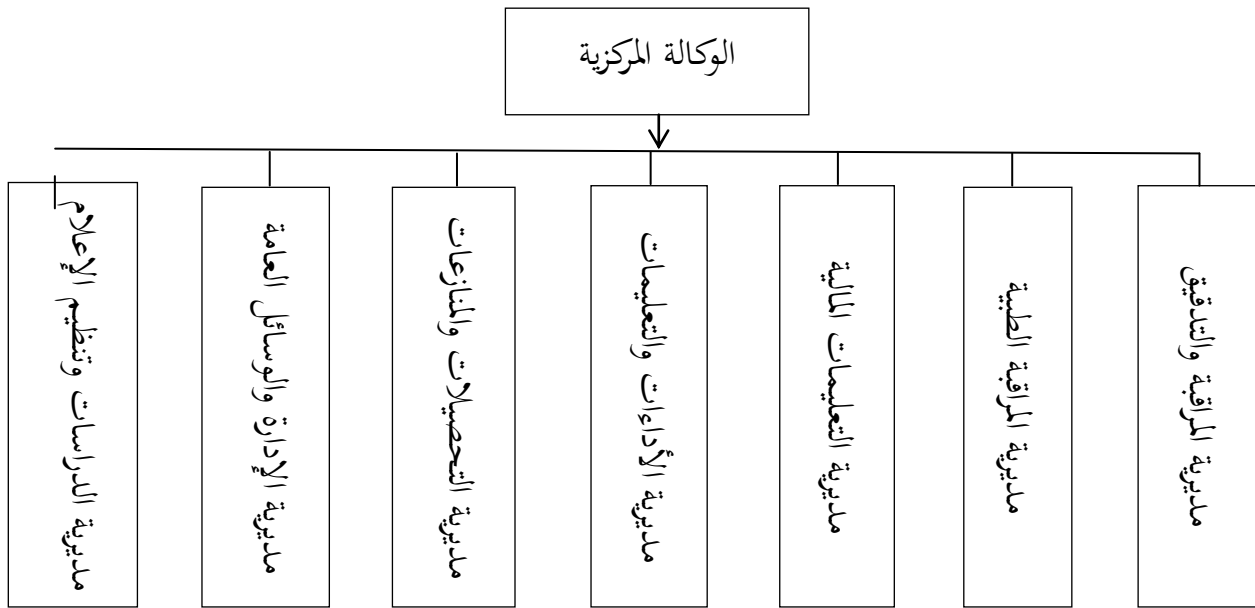 الوكالة المركزية
مديرية المراقبة والتدقيق
مديرية المراقبة الطبية
مديرية التعليمات المالية
مديرية الأداءات والتعليمات
مديرية التحصيلات والمنازعات
مديرية الإدارة والوسائل العامة
مديرية الدراسات وتنظيم الإعلام